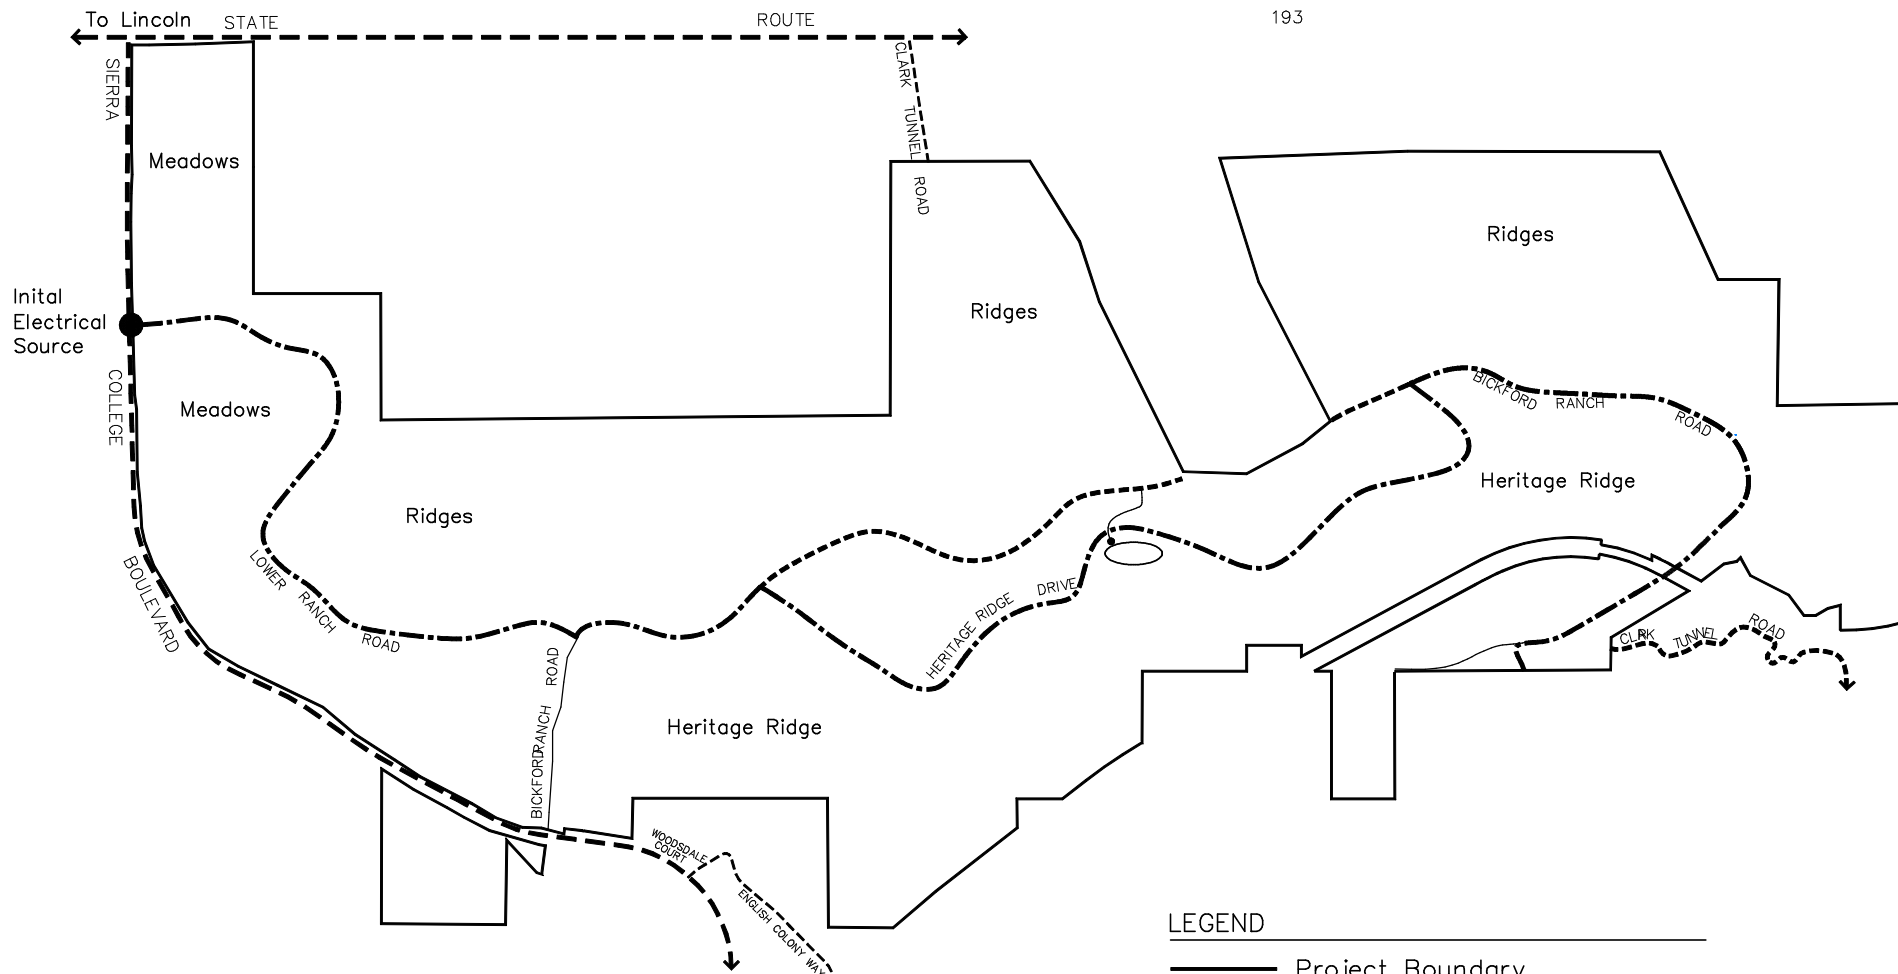 To Lincoln
STATE ROUTE 193
SIERRA COLLEGE BOULEVARD
CLARK TUNNEL ROAD
Meadows
Ridges
Ridges
Inital
Electrical
Source
Meadows
BICKFORD RANCH ROAD
Heritage Ridge
Ridges
LOWER RANCH ROAD
HERITAGE RIDGE DRIVE
CLARK TUNNEL ROAD
BICKFORD RANCH ROAD
Heritage Ridge
WOODSDALE
COURT
ENGLISH COLONY WAY
LEGEND
Project Boundary